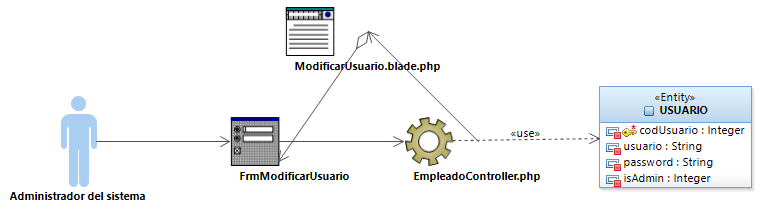 ModificarUsuario.blade.php
Administrador del sistema
FrmModificarUsuario
EmpleadoController.php
«use»
«Entity»
USUARIO
codUsuario : Integer
usuario : String
password : String
isAdmin : Integer